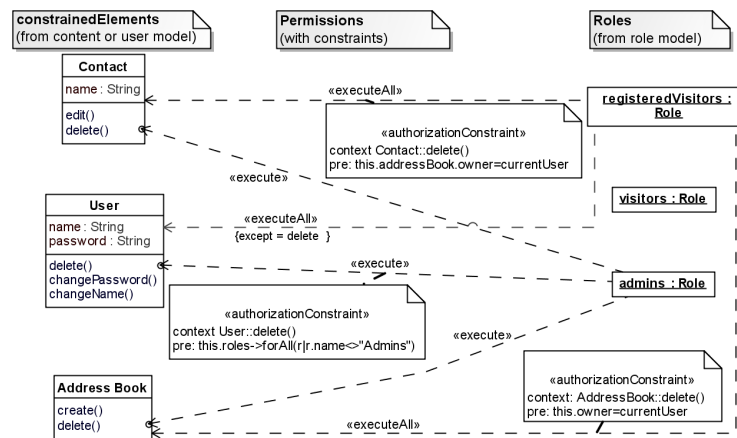 constrainedElements
(from content or user model)
Permissions
(with constraints)
Roles
(from role model)
Contact
name : String
edit()
delete()
«executeAll»
registeredVisitors :
Role
«authorizationConstraint»
context Contact::delete()
pre: this.addressBook.owner=currentUser
«execute»
User
name : String
password : String
delete()
changePassword()
changeName()
«executeAll»
{except = delete }
visitors : Role
«execute»
admins : Role
«authorizationConstraint»
context User::delete()
pre: this.roles->forAll(r|r.name<>"Admins")
«execute»
Address Book
create()
delete()
«authorizationConstraint»
context: AddressBook::delete()
pre: this.owner=currentUser
«executeAll»